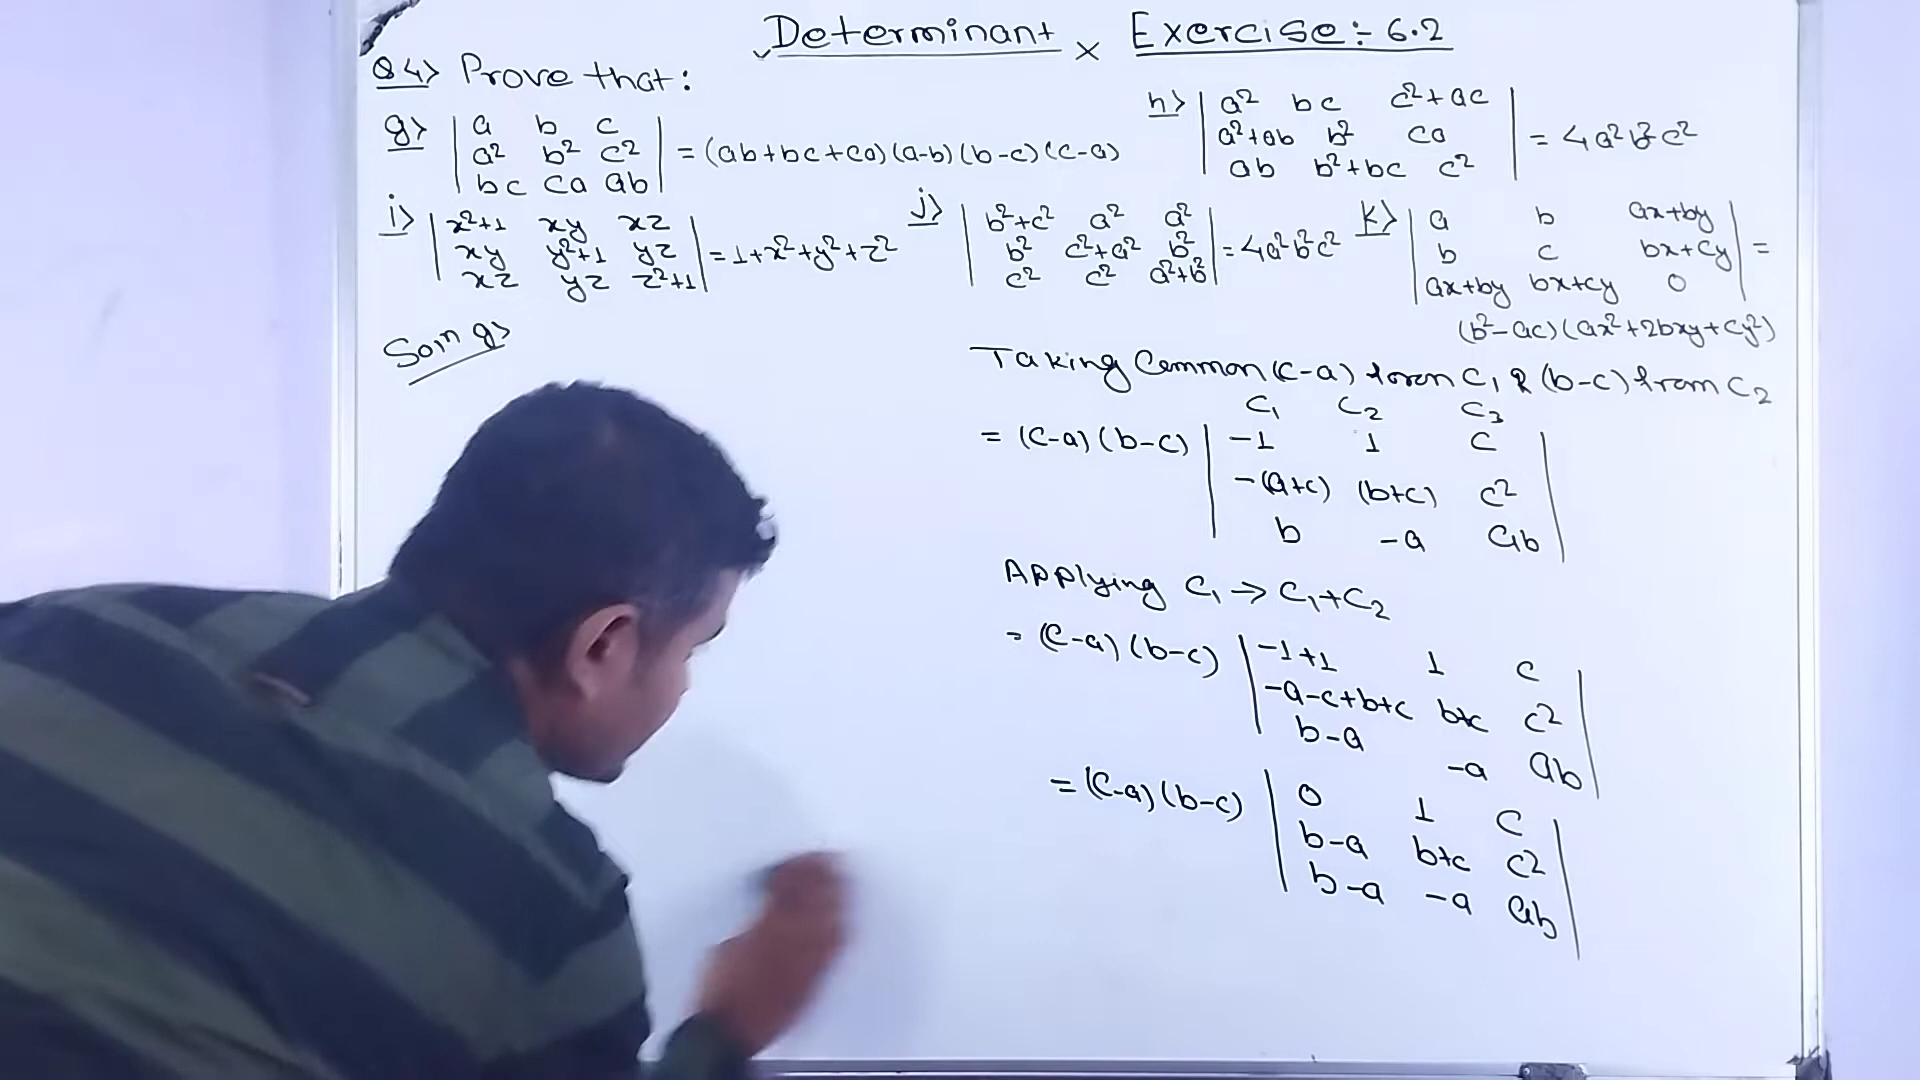 Determinant × Exercise :- 6.2
Q4> Prove that :
g> | a b c |
| a² b² c² | = (ab+bc+ca)(a-b)(b-c)(c-a)
| bc ca ab |
h> | a² bc c²+ac |
| a²+ab b² ca | = 4a²b²c²
| ab b²+bc c² |
i> | x²+1 xy xz |
| xy y²+1 yz | = 1+x²+y²+z²
| xz yz z²+1 |
j> | b²+c² a² a² |
| b² c²+a² b² | = 4a²b²c²
| c² c² a²+b² |
k> | a b ax+by |
| b c bx+cy | =
| ax+by bx+cy 0 |
(b²-ac)(ax²+2bxy+cy²)
Soln g>
Taking Common (c-a) from C₁ & (b-c) from C₂
C₁ C₂ C₃
= (c-a)(b-c) | -1 1 c |
| -(a+c) (b+c) c² |
| b -a ab |
Applying C₁ → C₁+C₂
= (c-a)(b-c) | -1+1 1 c |
| -a-c+b+c b+c c² |
| b-a -a ab |
= (c-a)(b-c) | 0 1 c |
| b-a b+c c² |
| b-a -a ab |